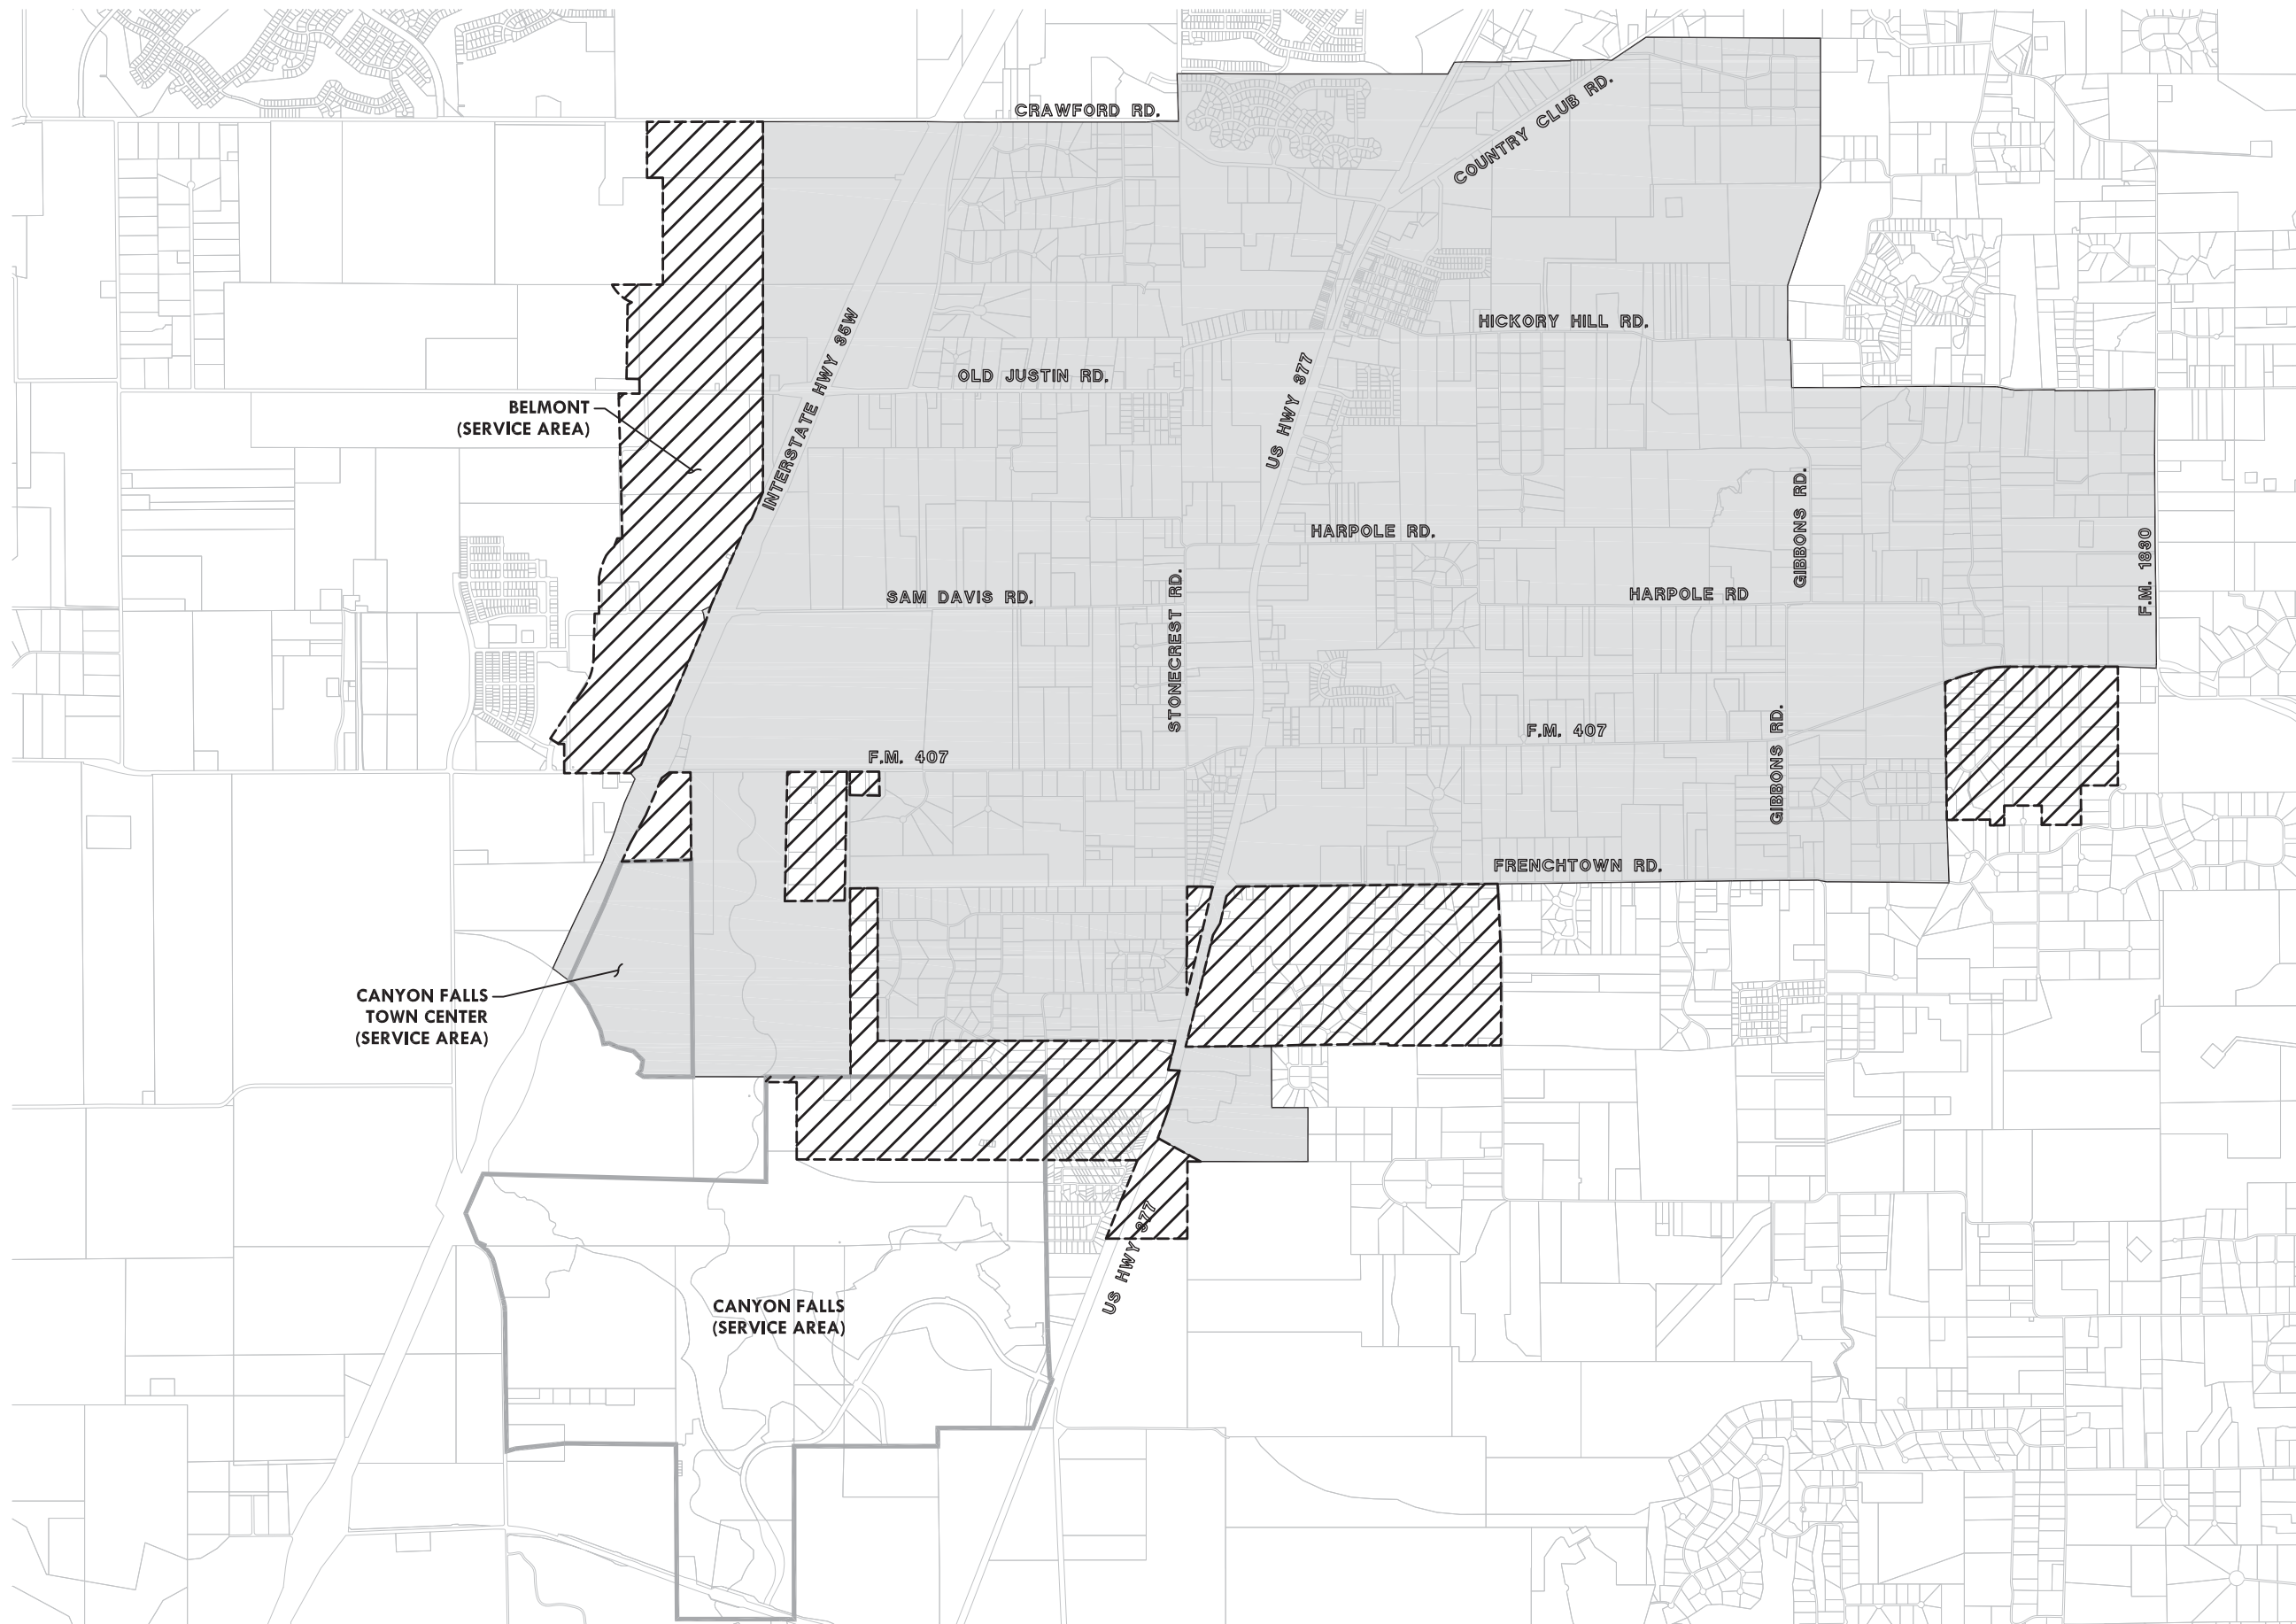 CRAWFORD RD.
COUNTRY CLUB RD.
HICKORY HILL RD.
INTERSTATE HWY 35W
OLD JUSTIN RD.
US HWY 377
BELMONT
(SERVICE AREA)
GIBBONS RD.
HARPOLE RD.
F.M. 1830
SAM DAVIS RD.
STONECREST RD.
HARPOLE RD
F.M. 407
GIBBONS RD.
F.M. 407
FRENCHTOWN RD.
CANYON FALLS
TOWN CENTER
(SERVICE AREA)
US HWY 377
CANYON FALLS
(SERVICE AREA)